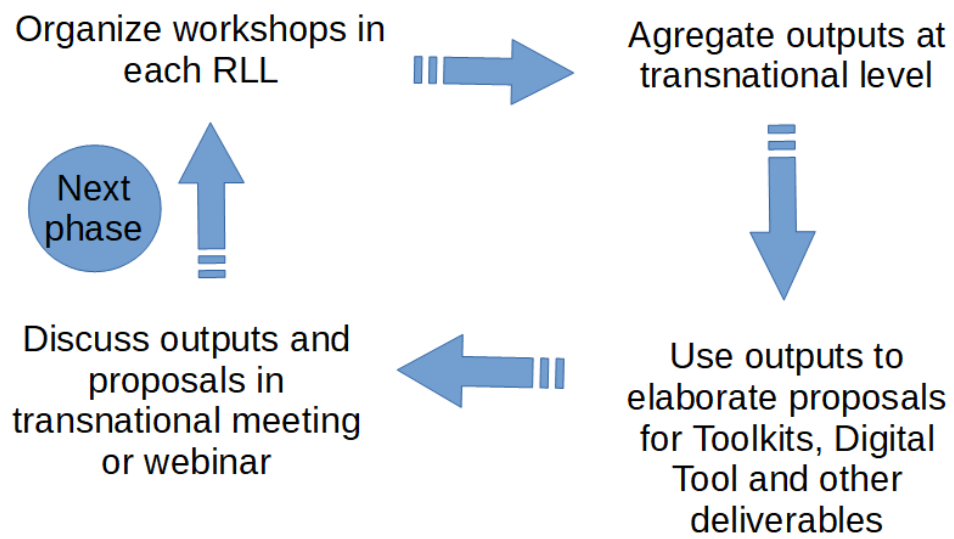 Organize workshops in
each RLL
Agregate outputs at
transnational level
Next
phase
Discuss outputs and
proposals in
transnational meeting
or webinar
Use outputs to
elaborate proposals
for Toolkits, Digital
Tool and other
deliverables